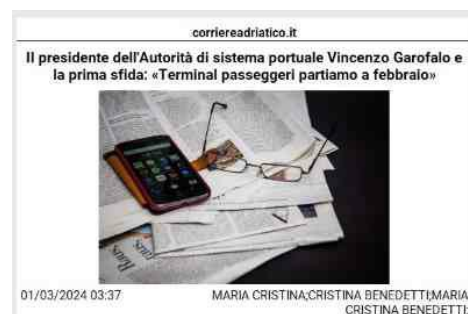 corriereadriatico.it
Il presidente dell'Autorità di sistema portuale Vincenzo Garofalo e
la prima sfida: «Terminal passeggeri partiamo a febbraio»
01/03/2024 03:37
MARIA CRISTINA;CRISTINA BENEDETTI;MARIA
CRISTINA BENEDETTI;